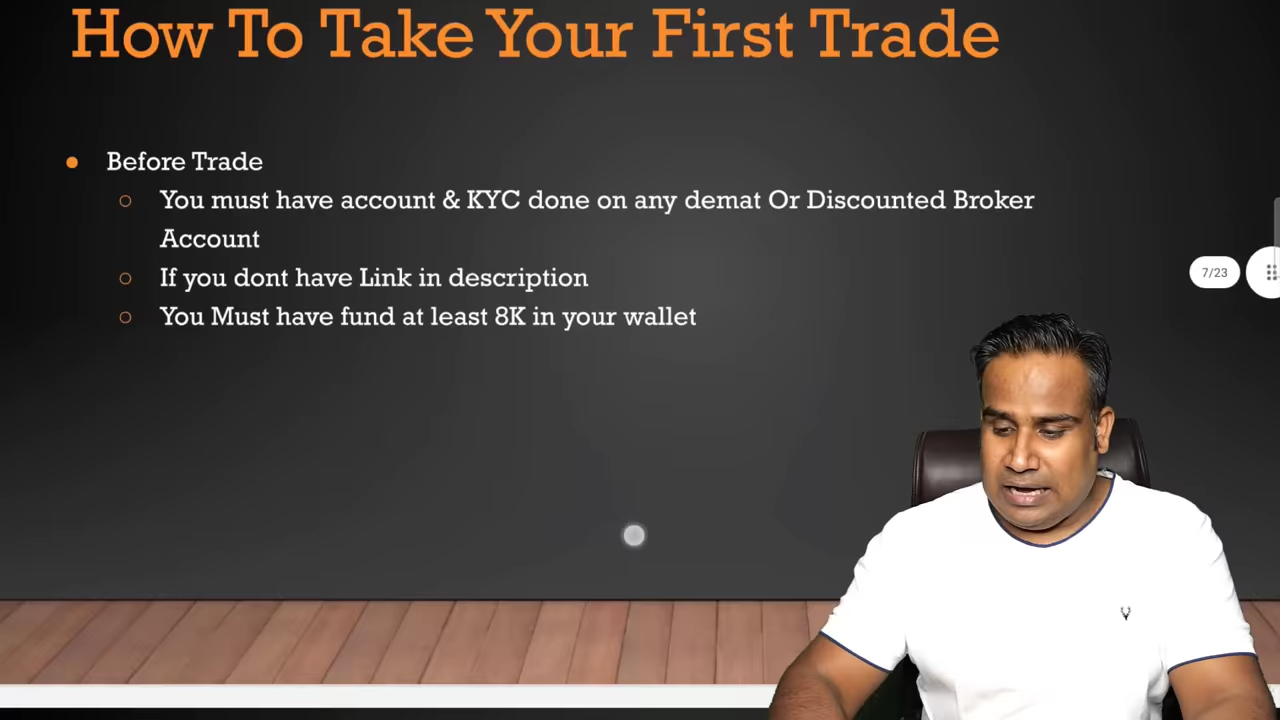 How To Take Your First Trade
Before Trade
You must have account & KYC done on any demat Or Discounted Broker
Account
If you dont have Link in description
You Must have fund at least 8K in your wallet
7/23